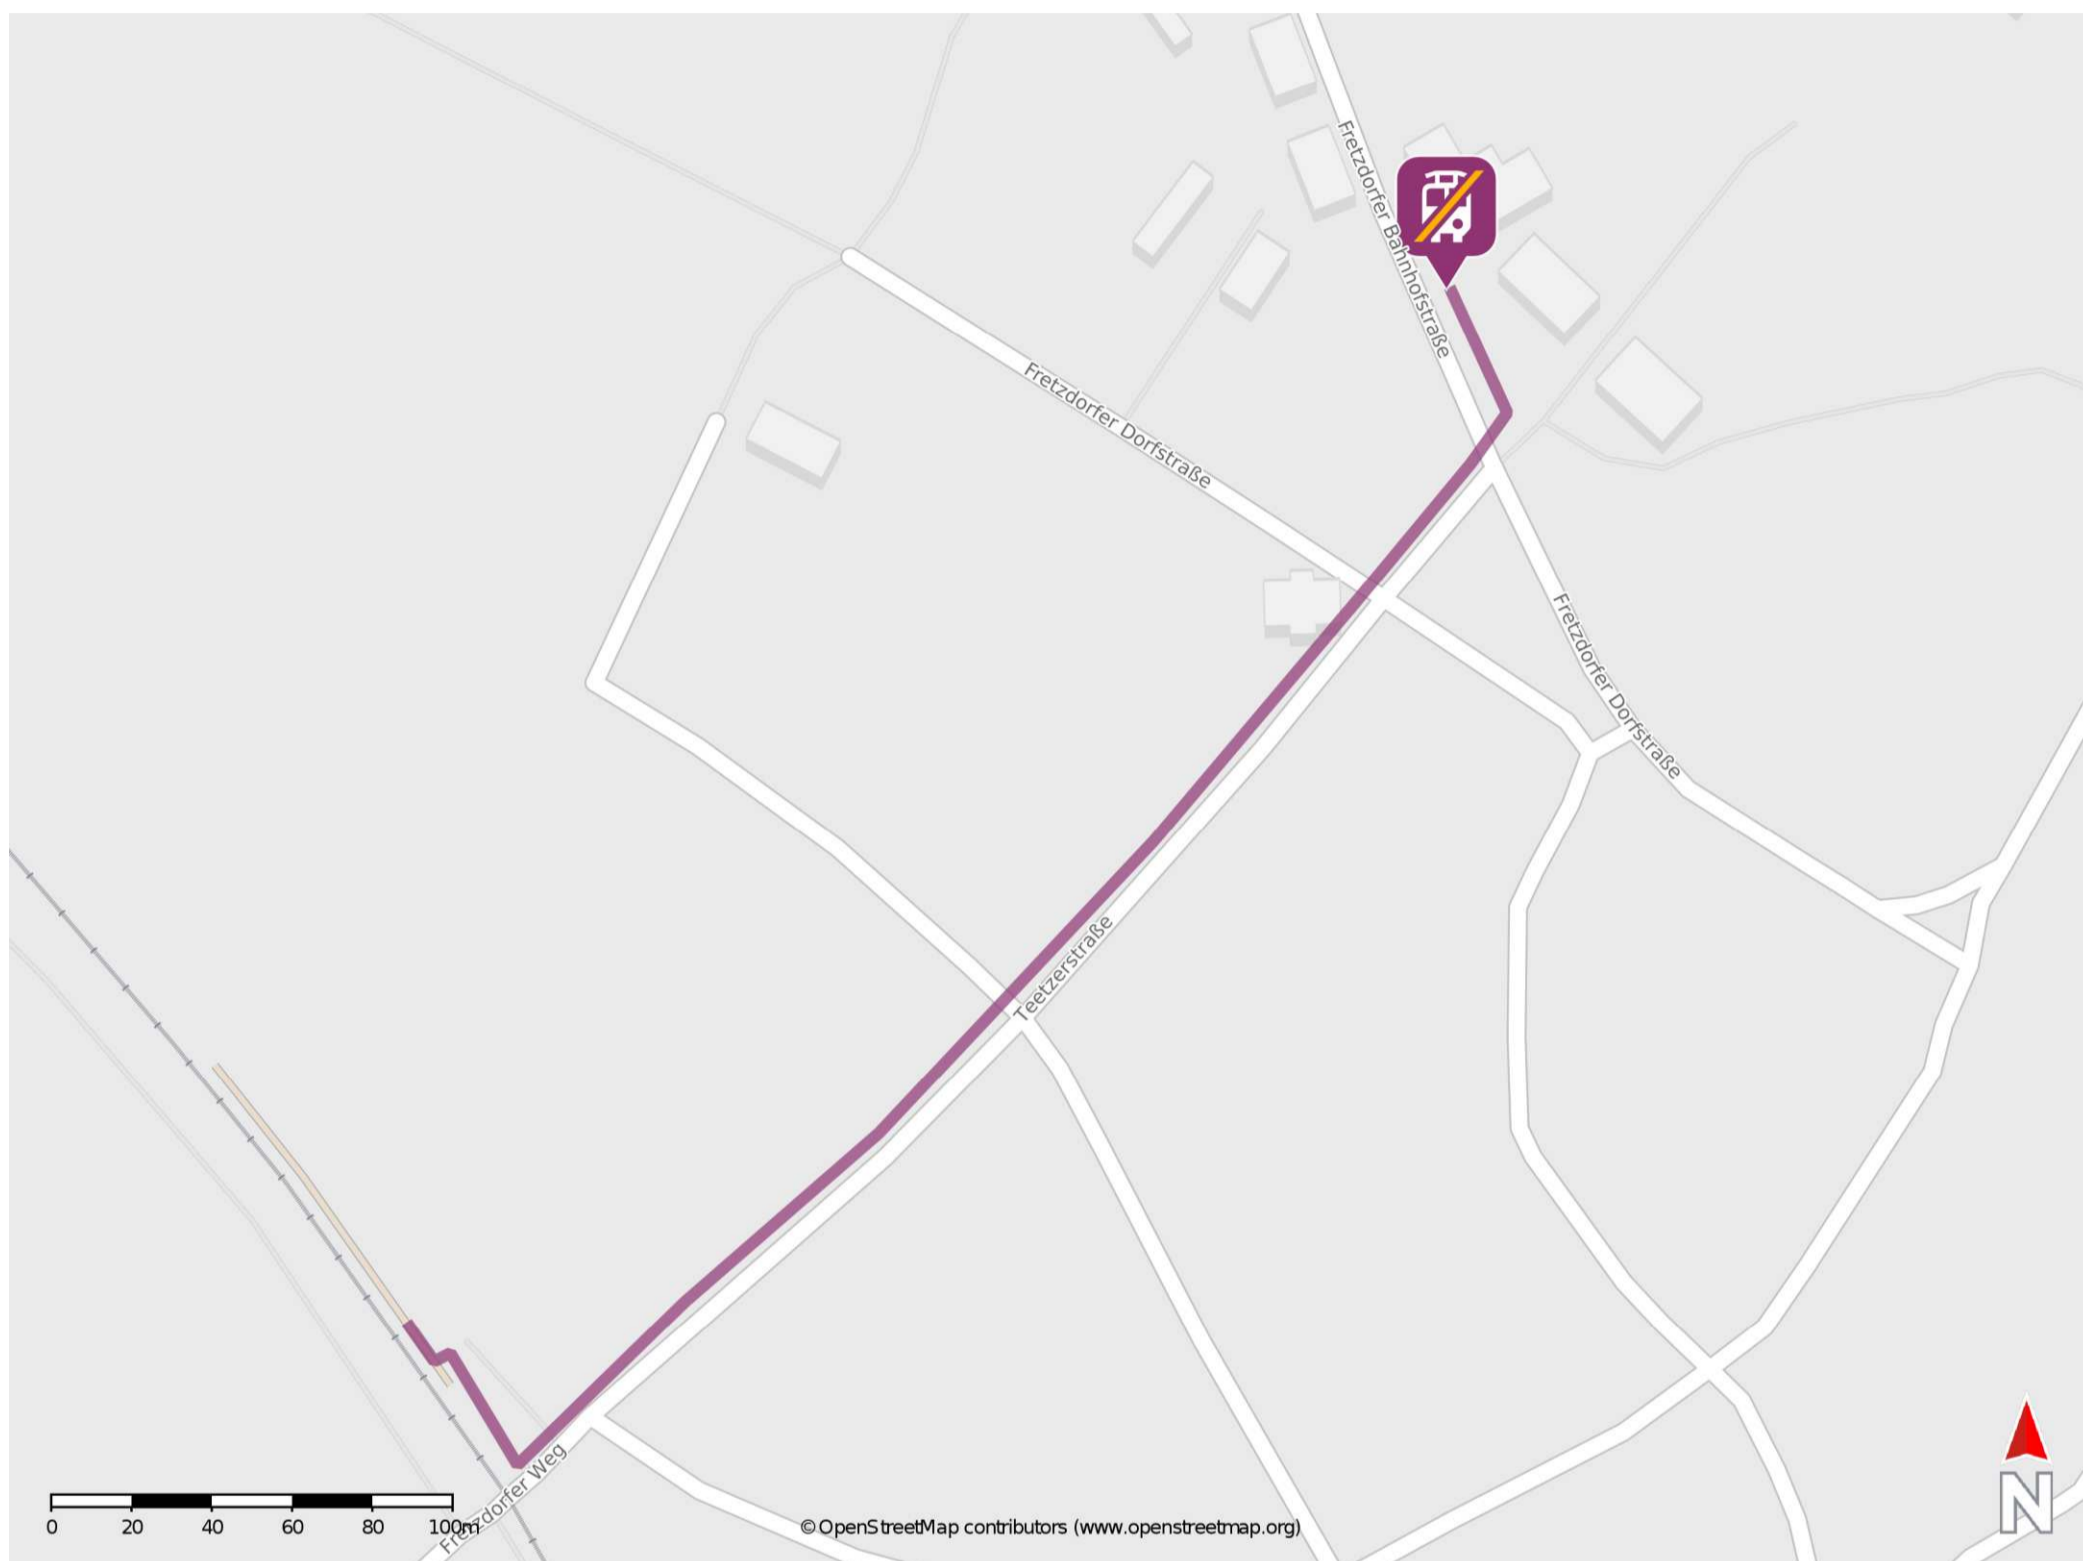 Fretzdorfer Bahnhofstraße
Fretzdorfer Dorfstraße
Fretzdorfer Dorfstraße
Teetzerstraße
Fretzdorfer Weg
0 20 40 60 80 100m
© OpenStreetMap contributors (www.openstreetmap.org)
N